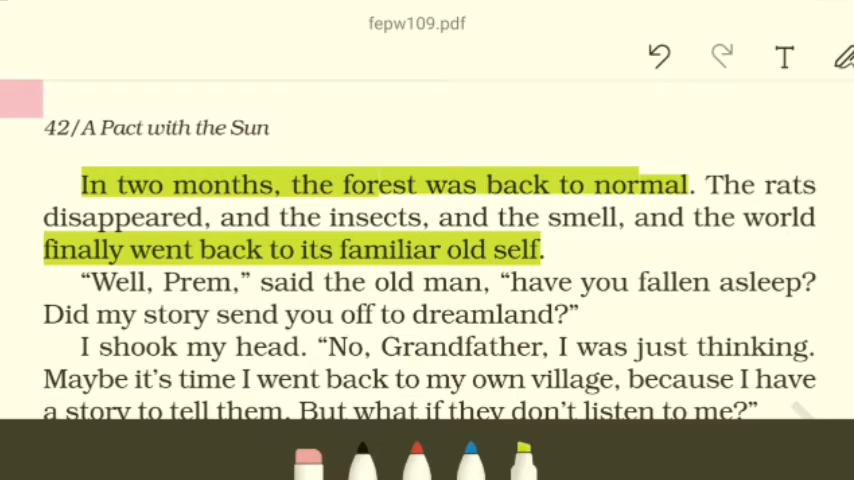 fepw109.pdf
T
42/A Pact with the Sun
In two months, the forest was back to normal. The rats
disappeared, and the insects, and the smell, and the world
finally went back to its familiar old self.
“Well, Prem,” said the old man, “have you fallen asleep?
Did my story send you off to dreamland?”
I shook my head. “No, Grandfather, I was just thinking.
Maybe it’s time I went back to my own village, because I have
a story to tell them. But what if they don’t listen to me?”